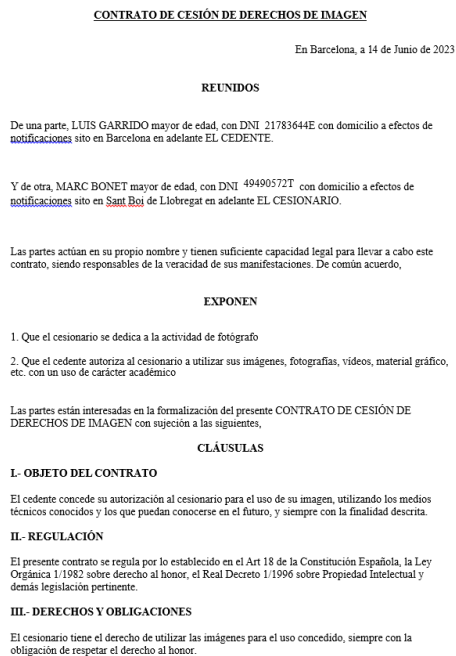 CONTRATO DE CESIÓN DE DERECHOS DE IMAGEN
En Barcelona, a 14 de Junio de 2023
REUNIDOS
De una parte, LUIS GARRIDO mayor de edad, con DNI 21783644E con domicilio a efectos de
notificaciones sito en Barcelona en adelante EL CEDENTE.
Y de otra, MARC BONET mayor de edad, con DNI 49490572T con domicilio a efectos de
notificaciones sito en Sant Boi de Llobregat en adelante EL CESIONARIO.
Las partes actúan en su propio nombre y tienen suficiente capacidad legal para llevar a cabo este
contrato, siendo responsables de la veracidad de sus manifestaciones. De común acuerdo,
EXPONEN
1. Que el cesionario se dedica a la actividad de fotógrafo
2. Que el cedente autoriza al cesionario a utilizar sus imágenes, fotografías, vídeos, material gráfico,
etc. con un uso de carácter académico
Las partes están interesadas en la formalización del presente CONTRATO DE CESIÓN DE
DERECHOS DE IMAGEN con sujeción a las siguientes,
CLÁUSULAS
I.- OBJETO DEL CONTRATO
El cedente concede su autorización al cesionario para el uso de su imagen, utilizando los medios
técnicos conocidos y los que puedan conocerse en el futuro, y siempre con la finalidad descrita.
II.- REGULACIÓN
El presente contrato se regula por lo establecido en el Art 18 de la Constitución Española, la Ley
Orgánica 1/1982 sobre derecho al honor, el Real Decreto 1/1996 sobre Propiedad Intelectual y
demás legislación pertinente.
III.- DERECHOS Y OBLIGACIONES
El cesionario tiene el derecho de utilizar las imágenes para el uso concedido, siempre con la
obligación de respetar el derecho al honor.